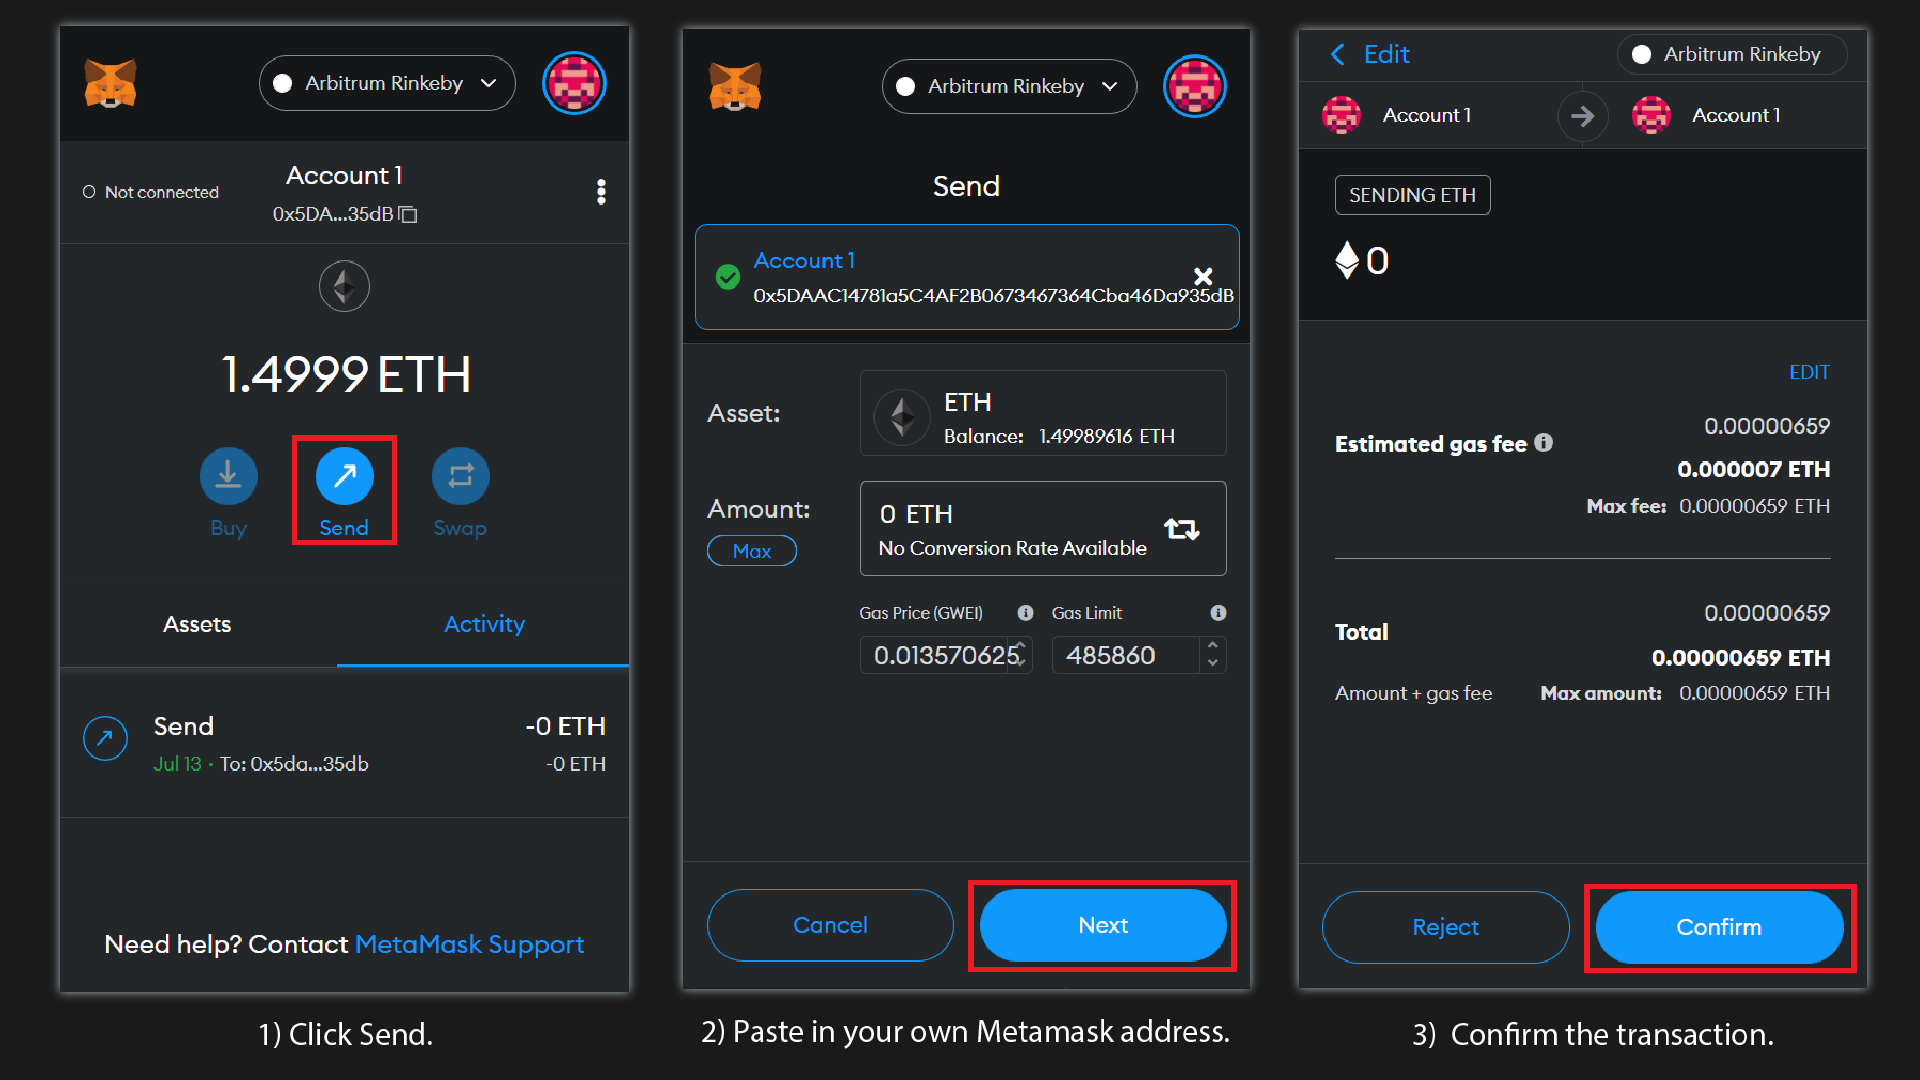 Arbitrum Rinkeby
Not connected
Account 1
0x5DA...35dB
1.4999 ETH
Buy
Send
Swap
Assets
Activity
Send
-0 ETH
Jul 13 · To: 0x5da...35db
-0 ETH
Need help? Contact MetaMask Support
1) Click Send.
Arbitrum Rinkeby
Send
Account 1
0x5DAAC14781a5C4AF2B0673467364Cba46Da935dB
Asset:
ETH
Balance: 1.49989616 ETH
Amount:
Max
0 ETH
No Conversion Rate Available
Gas Price (GWEI)
Gas Limit
0.013570625
485860
Cancel
Next
2) Paste in your own Metamask address.
Edit
Arbitrum Rinkeby
Account 1
Account 1
SENDING ETH
0
EDIT
Estimated gas fee
0.00000659
0.000007 ETH
Max fee: 0.00000659 ETH
Total
0.00000659
0.00000659 ETH
Amount + gas fee
Max amount: 0.00000659 ETH
Reject
Confirm
3) Confirm the transaction.